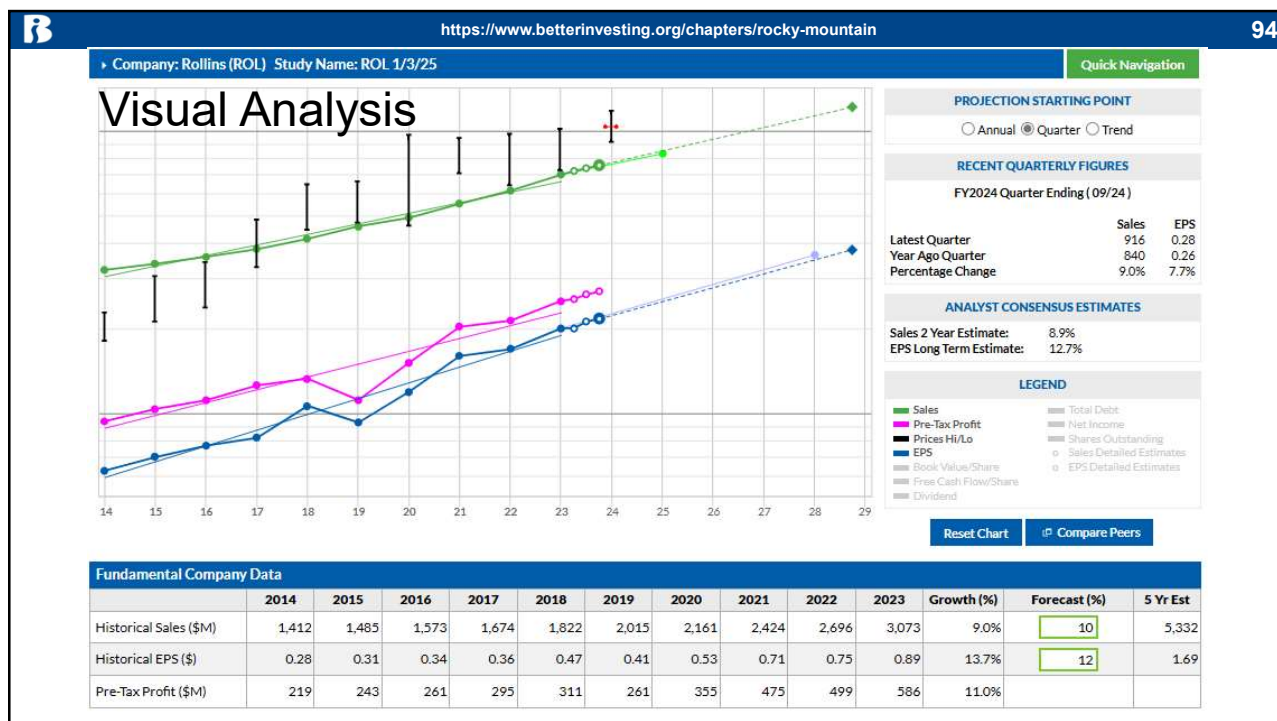 https://www.betterinvesting.org/chapters/rocky-mountain
94
Company: Rollins (ROL) Study Name: ROL 1/3/25
Quick Navigation
Visual Analysis
14 15 16 17 18 19 20 21 22 23 24 25 26 27 28 29
PROJECTION STARTING POINT
Annual Quarter Trend
RECENT QUARTERLY FIGURES
FY2024 Quarter Ending ( 09/24 )
Sales EPS
Latest Quarter 916 0.28
Year Ago Quarter 840 0.26
Percentage Change 9.0% 7.7%
ANALYST CONSENSUS ESTIMATES
Sales 2 Year Estimate: 8.9%
EPS Long Term Estimate: 12.7%
LEGEND
Sales Total Debt
Pre-Tax Profit Net Income
Prices Hi/Lo Shares Outstanding
EPS Sales Detailed Estimates
Book Value/Share EPS Detailed Estimates
Free Cash Flow/Share
Dividend
Reset Chart Compare Peers
Fundamental Company Data
2014 2015 2016 2017 2018 2019 2020 2021 2022 2023 Growth (%) Forecast (%) 5 Yr Est
Historical Sales ($M) 1,412 1,485 1,573 1,674 1,822 2,015 2,161 2,424 2,696 3,073 9.0% 10 5,332
Historical EPS ($) 0.28 0.31 0.34 0.36 0.47 0.41 0.53 0.71 0.75 0.89 13.7% 12 1.69
Pre-Tax Profit ($M) 219 243 261 295 311 261 355 475 499 586 11.0%